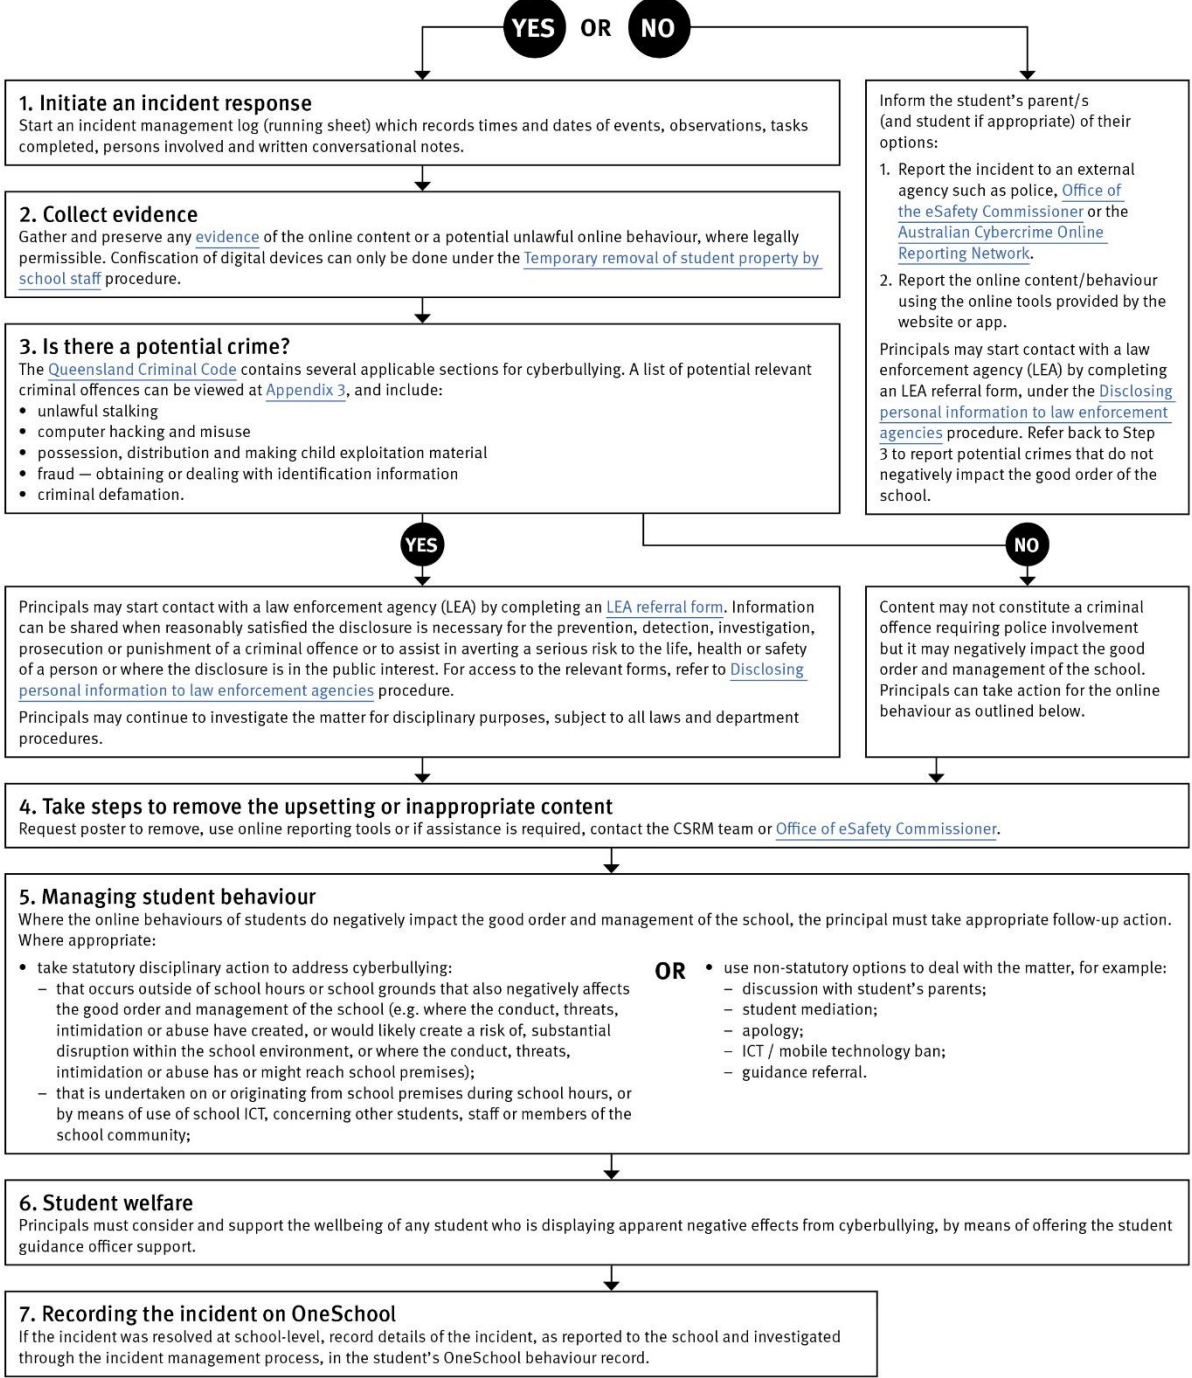 YES OR NO
1. Initiate an incident response
Start an incident management log (running sheet) which records times and dates of events, observations, tasks
completed, persons involved and written conversational notes.
2. Collect evidence
Gather and preserve any evidence of the online content or a potential unlawful online behaviour, where legally
permissible. Confiscation of digital devices can only be done under the Temporary removal of student property by
school staff procedure.
3. Is there a potential crime?
The Queensland Criminal Code contains several applicable sections for cyberbullying. A list of potential relevant
criminal offences can be viewed at Appendix 3, and include:
• unlawful stalking
• computer hacking and misuse
• possession, distribution and making child exploitation material
• fraud — obtaining or dealing with identification information
• criminal defamation.
Inform the student's parent/s
(and student if appropriate) of their
options:
1. Report the incident to an external
agency such as police, Office of
the eSafety Commissioner or the
Australian Cybercrime Online
Reporting Network.
2. Report the online content/behaviour
using the online tools provided by the
website or app.
Principals may start contact with a law
enforcement agency (LEA) by completing
an LEA referral form, under the Disclosing
personal information to law enforcement
agencies procedure. Refer back to Step
3 to report potential crimes that do not
negatively impact the good order of the
school.
YES
NO
Principals may start contact with a law enforcement agency (LEA) by completing an LEA referral form. Information
can be shared when reasonably satisfied the disclosure is necessary for the prevention, detection, investigation,
prosecution or punishment of a criminal offence or to assist in averting a serious risk to the life, health or safety
of a person or where the disclosure is in the public interest. For access to the relevant forms, refer to Disclosing
personal information to law enforcement agencies procedure.
Principals may continue to investigate the matter for disciplinary purposes, subject to all laws and department
procedures.
Content may not constitute a criminal
offence requiring police involvement
but it may negatively impact the good
order and management of the school.
Principals can take action for the online
behaviour as outlined below.
4. Take steps to remove the upsetting or inappropriate content
Request poster to remove, use online reporting tools or if assistance is required, contact the CSRM team or Office of eSafety Commissioner.
5. Managing student behaviour
Where the online behaviours of students do negatively impact the good order and management of the school, the principal must take appropriate follow-up action.
Where appropriate:
• take statutory disciplinary action to address cyberbullying:
– that occurs outside of school hours or school grounds that also negatively affects
the good order and management of the school (e.g. where the conduct, threats,
intimidation or abuse have created, or would likely create a risk of, substantial
disruption within the school environment, or where the conduct, threats,
intimidation or abuse has or might reach school premises);
– that is undertaken on or originating from school premises during school hours, or
by means of use of school ICT, concerning other students, staff or members of the
school community;
OR
• use non-statutory options to deal with the matter, for example:
– discussion with student's parents;
– student mediation;
– apology;
– ICT / mobile technology ban;
– guidance referral.
6. Student welfare
Principals must consider and support the wellbeing of any student who is displaying apparent negative effects from cyberbullying, by means of offering the student
guidance officer support.
7. Recording the incident on OneSchool
If the incident was resolved at school-level, record details of the incident, as reported to the school and investigated
through the incident management process, in the student's OneSchool behaviour record.